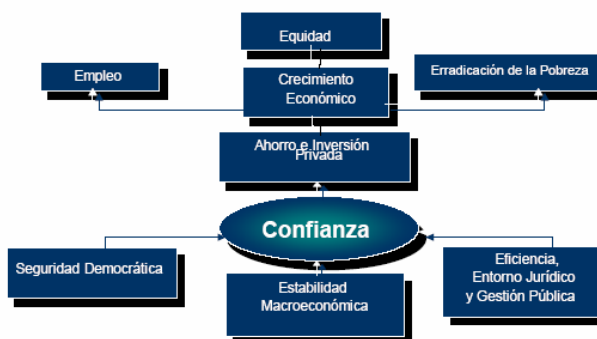 Equidad
Empleo
Crecimiento
Económico
Erradicación de la Pobreza
Ahorro e Inversión
Privada
Confianza
Seguridad Democrática
Estabilidad
Macroeconómica
Eficiencia,
Entorno Jurídico
y Gestión Pública